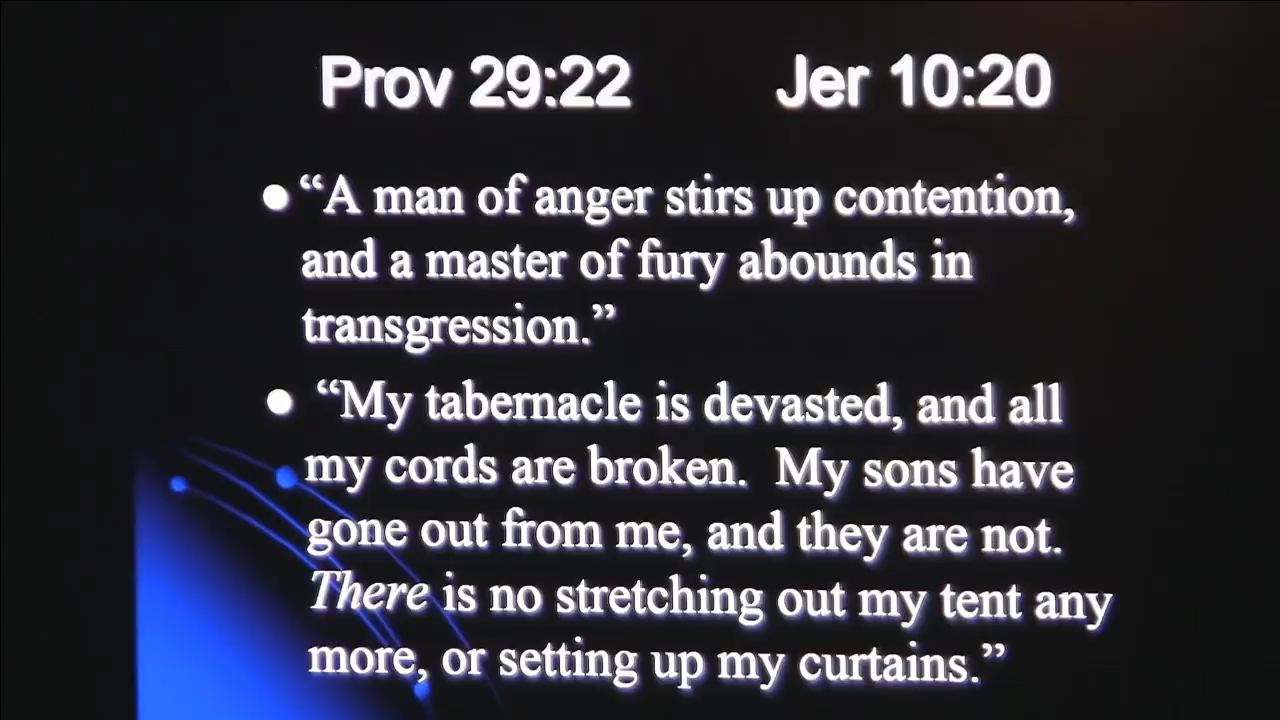 Prov 29:22 Jer 10:20
● “A man of anger stirs up contention,
and a master of fury abounds in
transgression.”
● “My tabernacle is devasted, and all
my cords are broken. My sons have
gone out from me, and they are not.
There is no stretching out my tent any
more, or setting up my curtains.”